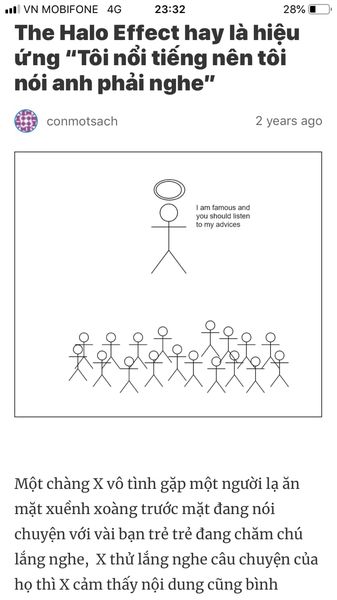 VN MOBIFONE 4G 23:32 28%
The Halo Effect hay là hiệu
ứng “Tôi nổi tiếng nên tôi
nói anh phải nghe”
conmotsach 2 years ago
I am famous and
you should listen
to my advices
Một chàng X vô tình gặp một người lạ ăn
mặt xuềnh xoàng trước mặt đang nói
chuyện với vài bạn trẻ trẻ đang chăm chú
lắng nghe, X thử lắng nghe câu chuyện của
họ thì X cảm thấy nội dung cũng bình